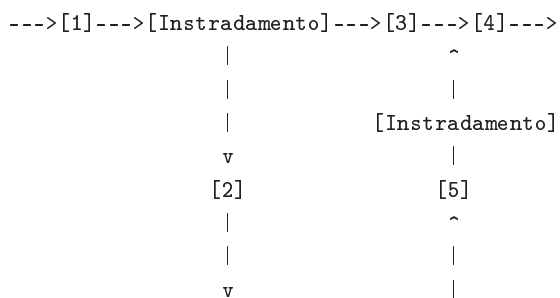 --->[1]--->[Instradamento]--->[3]--->[4]--->
| ^
| |
| [Instradamento]
v |
[2] [5]
| ^
| |
v |